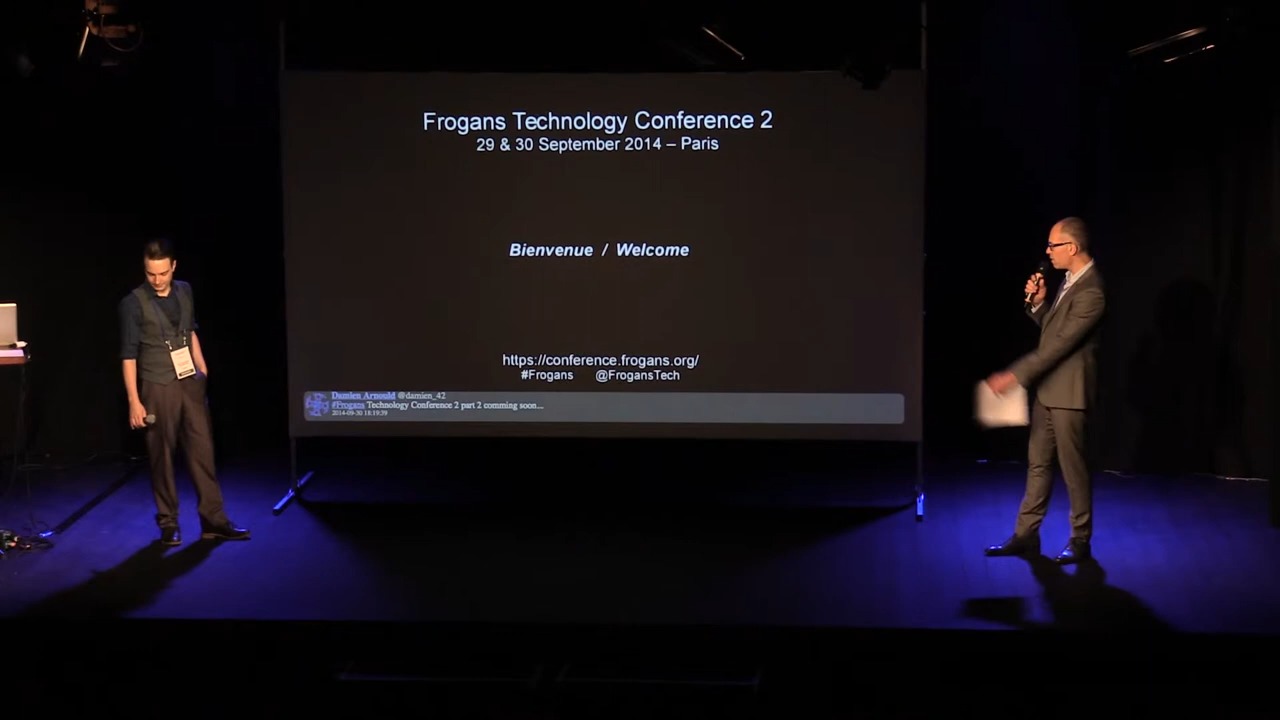 Frogans Technology Conference 2
29 & 30 September 2014 – Paris
Bienvenue / Welcome
https://conference.frogans.org/
#Frogans @FrogansTech
Damien Arnould @damien_42
#Frogans Technology Conference 2 part 2 comming soon...
2014-09-30 18:19:39